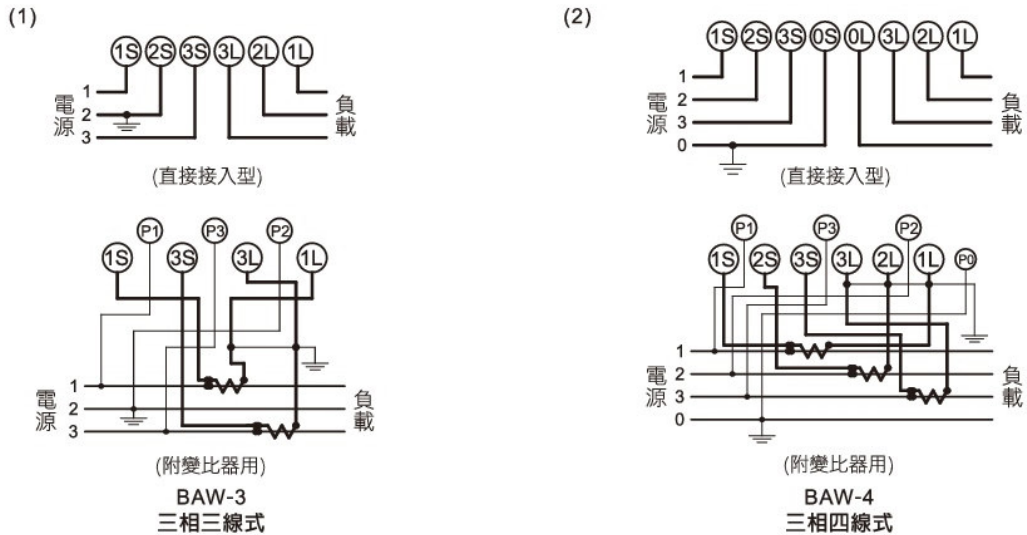 (1)
1S 2S 3S 3L 2L 1L
電源
1
2
3
負載
(直接接入型)
P1 P3 P2
1S 3S 3L 1L
電源
1
2
3
負載
(附變比器用)
BAW-3
三相三線式
(2)
1S 2S 3S 0S 0L 3L 2L 1L
電源
1
2
3
0
負載
(直接接入型)
P1 P3 P2
1S 2S 3S 3L 2L 1L P0
電源
1
2
3
0
負載
(附變比器用)
BAW-4
三相四線式